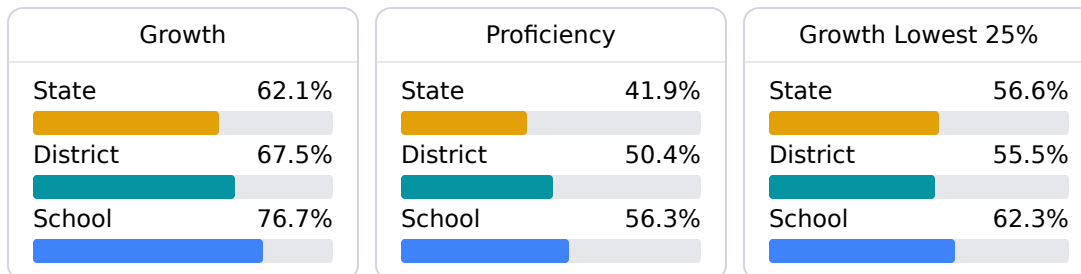 Growth
State 62.1%
District 67.5%
School 76.7%
Proficiency
State 41.9%
District 50.4%
School 56.3%
Growth Lowest 25%
State 56.6%
District 55.5%
School 62.3%